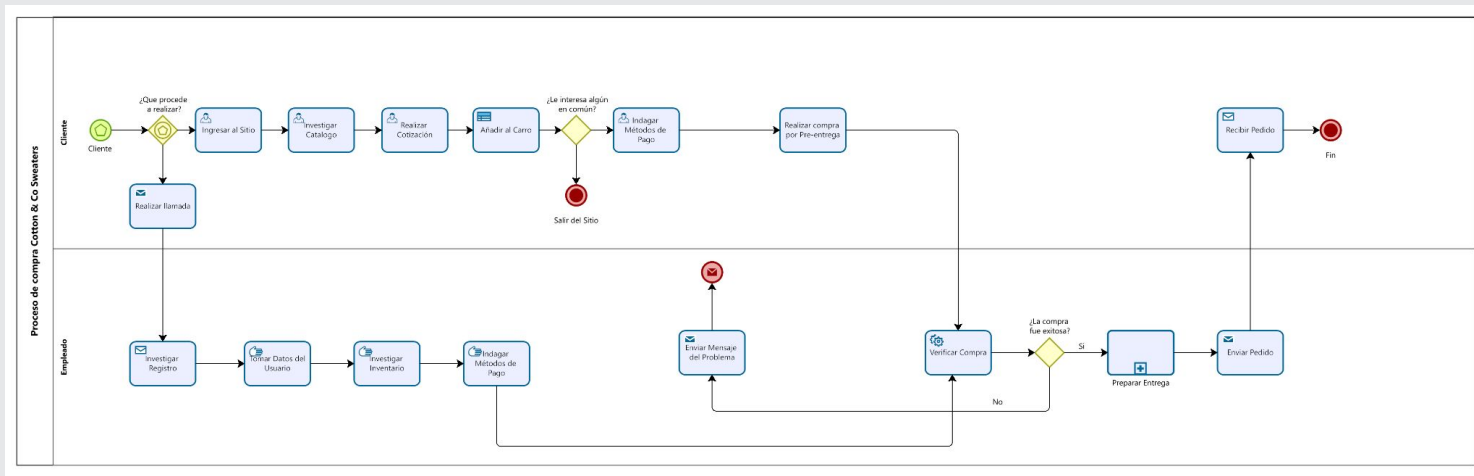 Proceso de compra Cotton & Co Sweaters
Cliente
Cliente
¿Que procede
a realizar?
Ingresar al Sitio
Investigar
Catalogo
Realizar
Cotización
Añadir al Carro
¿Le interesa algún
en común?
Indagar
Métodos de
Pago
Realizar compra
por Pre-entrega
Recibir Pedido
Fin
Realizar llamada
Salir del Sitio
Empleado
Investigar
Registro
Tomar Datos del
Usuario
Investigar
Inventario
Indagar
Métodos de
Pago
Enviar Mensaje
del Problema
Verificar Compra
¿La compra
fue exitosa?
Si
No
Preparar Entrega
Enviar Pedido